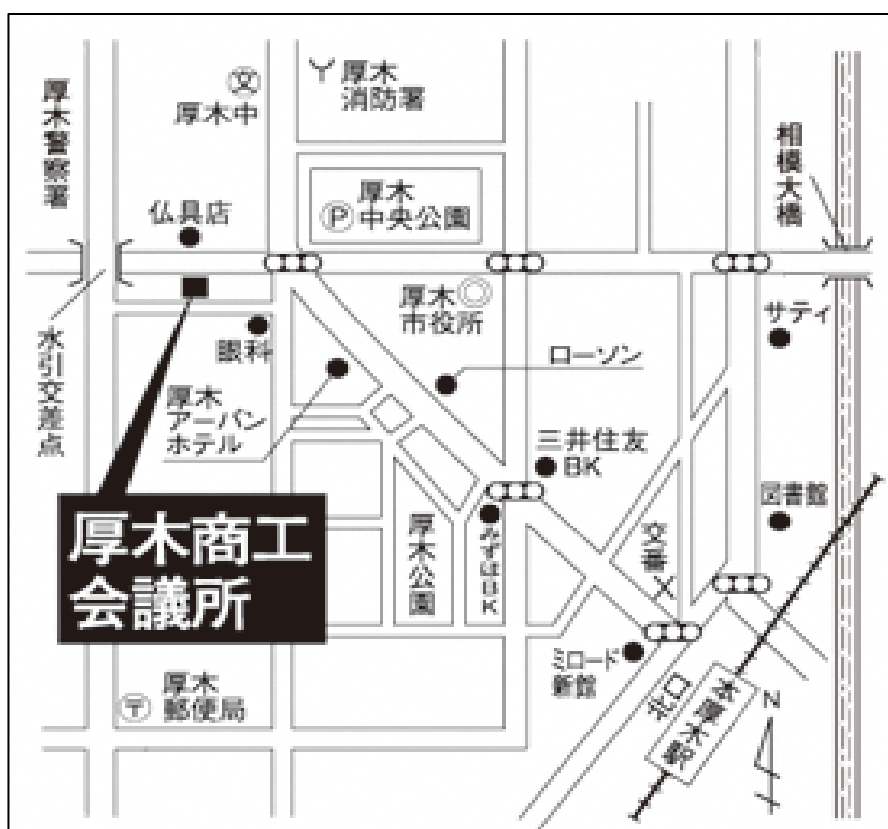 文
厚木中
厚木
消防署
厚木警察署
相模大橋
仏具店
P
厚木
中央公園
厚木
市役所
サティ
水引交差点
眼科
ローソン
厚木
アーバン
ホテル
三井住友
BK
図書館
厚木商工
会議所
厚木公園
みずほBK
交番
ミロード
新館
北口
本厚木駅
N
〒
厚木
郵便局